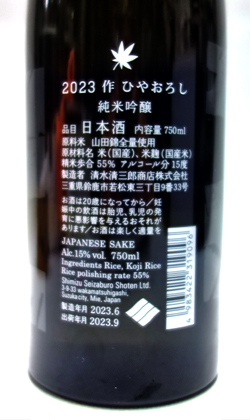 2023 作 ひやおろし
純米吟醸
品目 日本酒 内容量 750ml
原料米 山田錦全量使用
原材料名 米(国産)、米麹(国産米)
精米歩合 55% アルコール分 15度
製造者 清水清三郎商店株式会社
三重県鈴鹿市若松東三丁目9番33号
お酒は20歳になってから/妊
娠中の飲酒は胎児、乳児の発
育に悪影響を与えるおそれが
あります/お酒は楽しく適量を
JAPANESE SAKE
Alc.15% vol. 750ml
Ingredients Rice, Koji Rice
Rice polishing rate 55%
Shimizu Seizaburo Shoten Ltd.
3-9-33 wakamatsuhigashi,
Suzuka City, Mie, Japan
製造年月 2023.6
出荷年月 2023.9
4 983422 319096